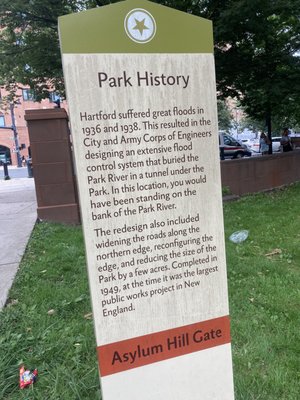 Park History
Hartford suffered great floods in
1936 and 1938. This resulted in the
City and Army Corps of Engineers
designing an extensive flood
control system that buried the
Park River in a tunnel under the
Park. In this location, you would
have been standing on the
bank of the Park River.
The redesign also included
widening the roads along the
northern edge, reconfiguring the
edge, and reducing the size of the
Park by a few acres. Completed in
1949, at the time it was the largest
public works project in New
England.
Asylum Hill Gate